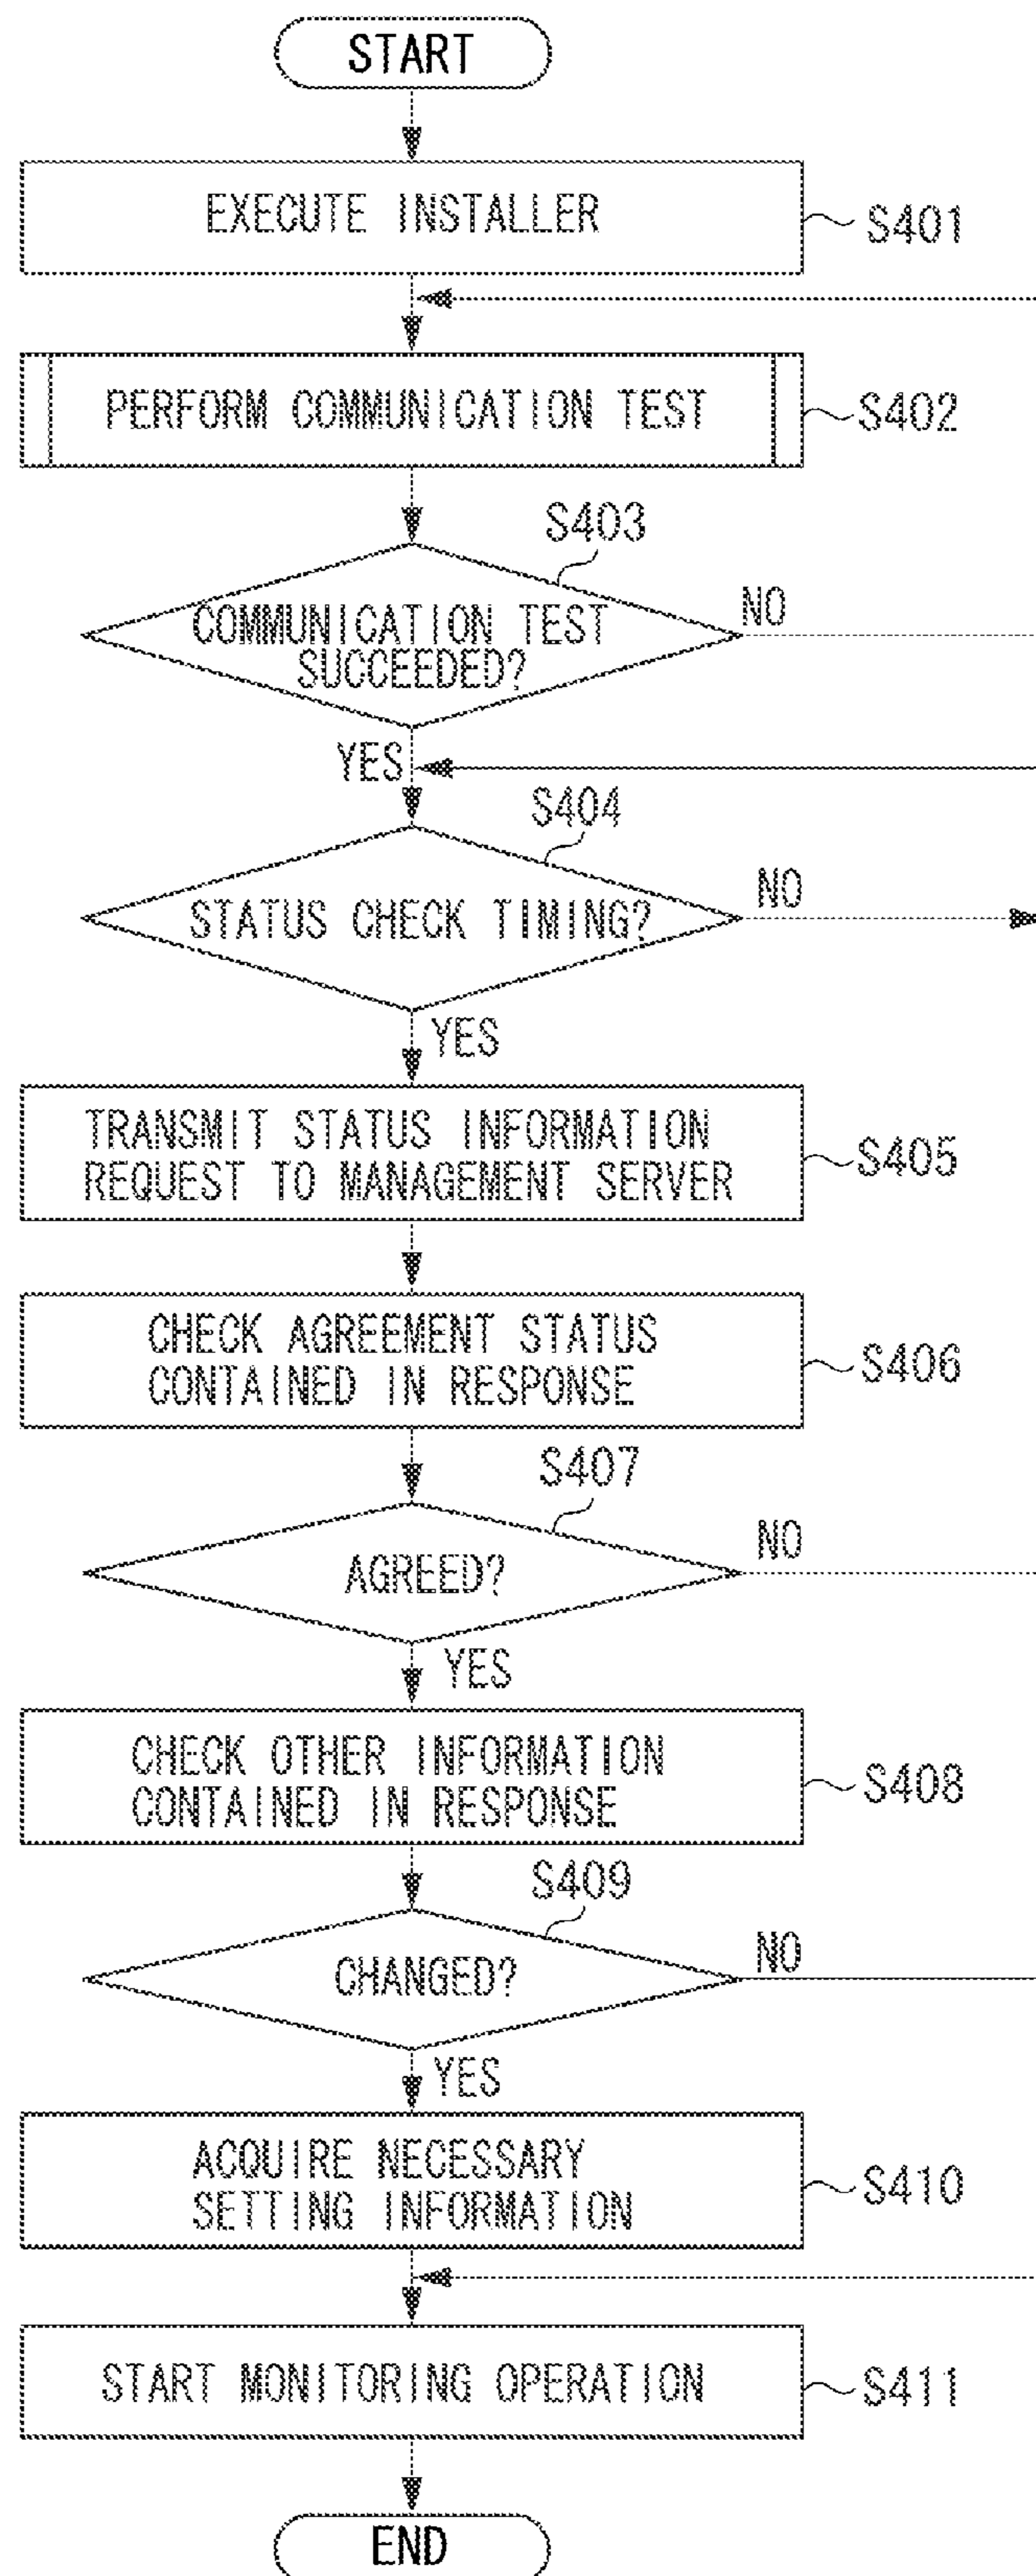 START
EXECUTE INSTALLER
S401
PERFORM COMMUNICATION TEST
S402
S403
COMMUNICATION TEST
SUCCEEDED?
NO
YES
S404
STATUS CHECK TIMING?
NO
YES
TRANSMIT STATUS INFORMATION
REQUEST TO MANAGEMENT SERVER
S405
CHECK AGREEMENT STATUS
CONTAINED IN RESPONSE
S406
S407
AGREED?
NO
YES
CHECK OTHER INFORMATION
CONTAINED IN RESPONSE
S408
S409
CHANGED?
NO
YES
ACQUIRE NECESSARY
SETTING INFORMATION
S410
START MONITORING OPERATION
S411
END